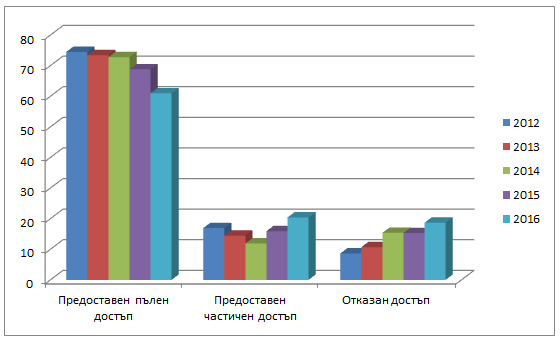 80
70
60
50
40
30
20
10
0
Предоставен пълен
достъп
Предоставен
частичен достъп
Отказан достъп
2012
2013
2014
2015
2016